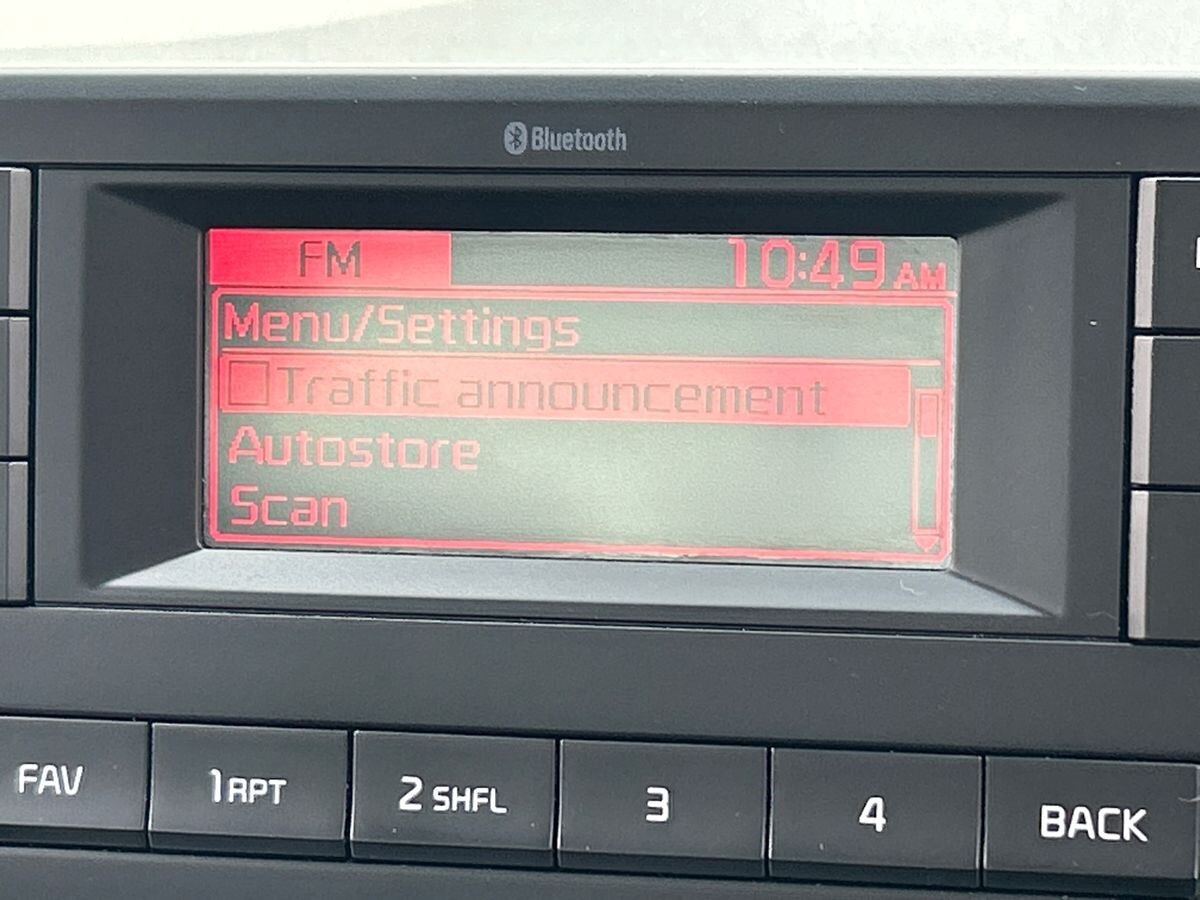 Bluetooth
FM 10:49 AM
Menu/Settings
Traffic announcement
Autostore
Scan
FAV 1 RPT 2 SHFL 3 4 BACK